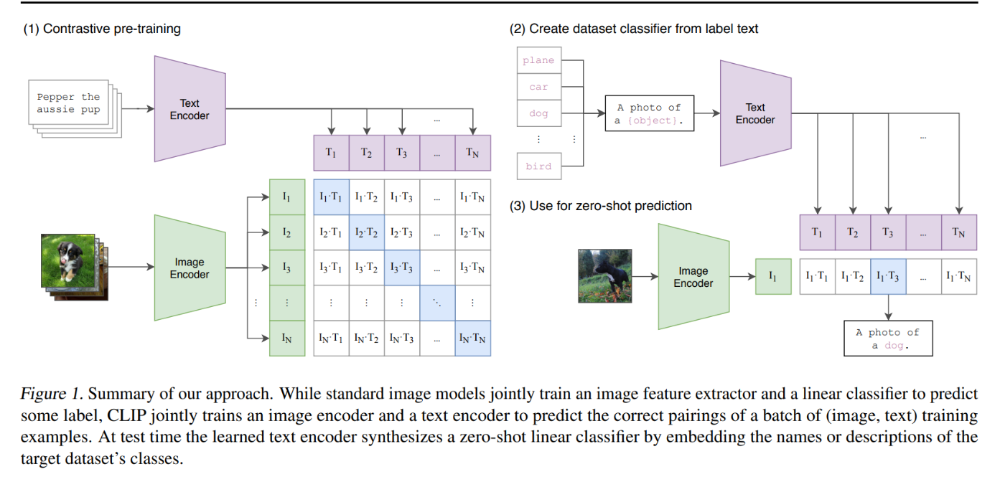 (1) Contrastive pre-training
Pepper the
aussie pup
Text
Encoder
...
T1 T2 T3 ... TN
Image
Encoder
⋮
I1 I1·T1 I1·T2 I1·T3 ... I1·TN
I2 I2·T1 I2·T2 I2·T3 ... I2·TN
I3 I3·T1 I3·T2 I3·T3 ... I3·TN
⋮ ⋮ ⋮ ⋮ ⋱ ⋮
IN IN·T1 IN·T2 IN·T3 ... IN·TN
(2) Create dataset classifier from label text
plane
car
dog
⋮ ⋮
bird
A photo of
a {object}.
Text
Encoder
...
(3) Use for zero-shot prediction
Image
Encoder
T1 T2 T3 ... TN
I1 I1·T1 I1·T2 I1·T3 ... I1·TN
A photo of
a dog.
Figure 1. Summary of our approach. While standard image models jointly train an image feature extractor and a linear classifier to predict
some label, CLIP jointly trains an image encoder and a text encoder to predict the correct pairings of a batch of (image, text) training
examples. At test time the learned text encoder synthesizes a zero-shot linear classifier by embedding the names or descriptions of the
target dataset's classes.